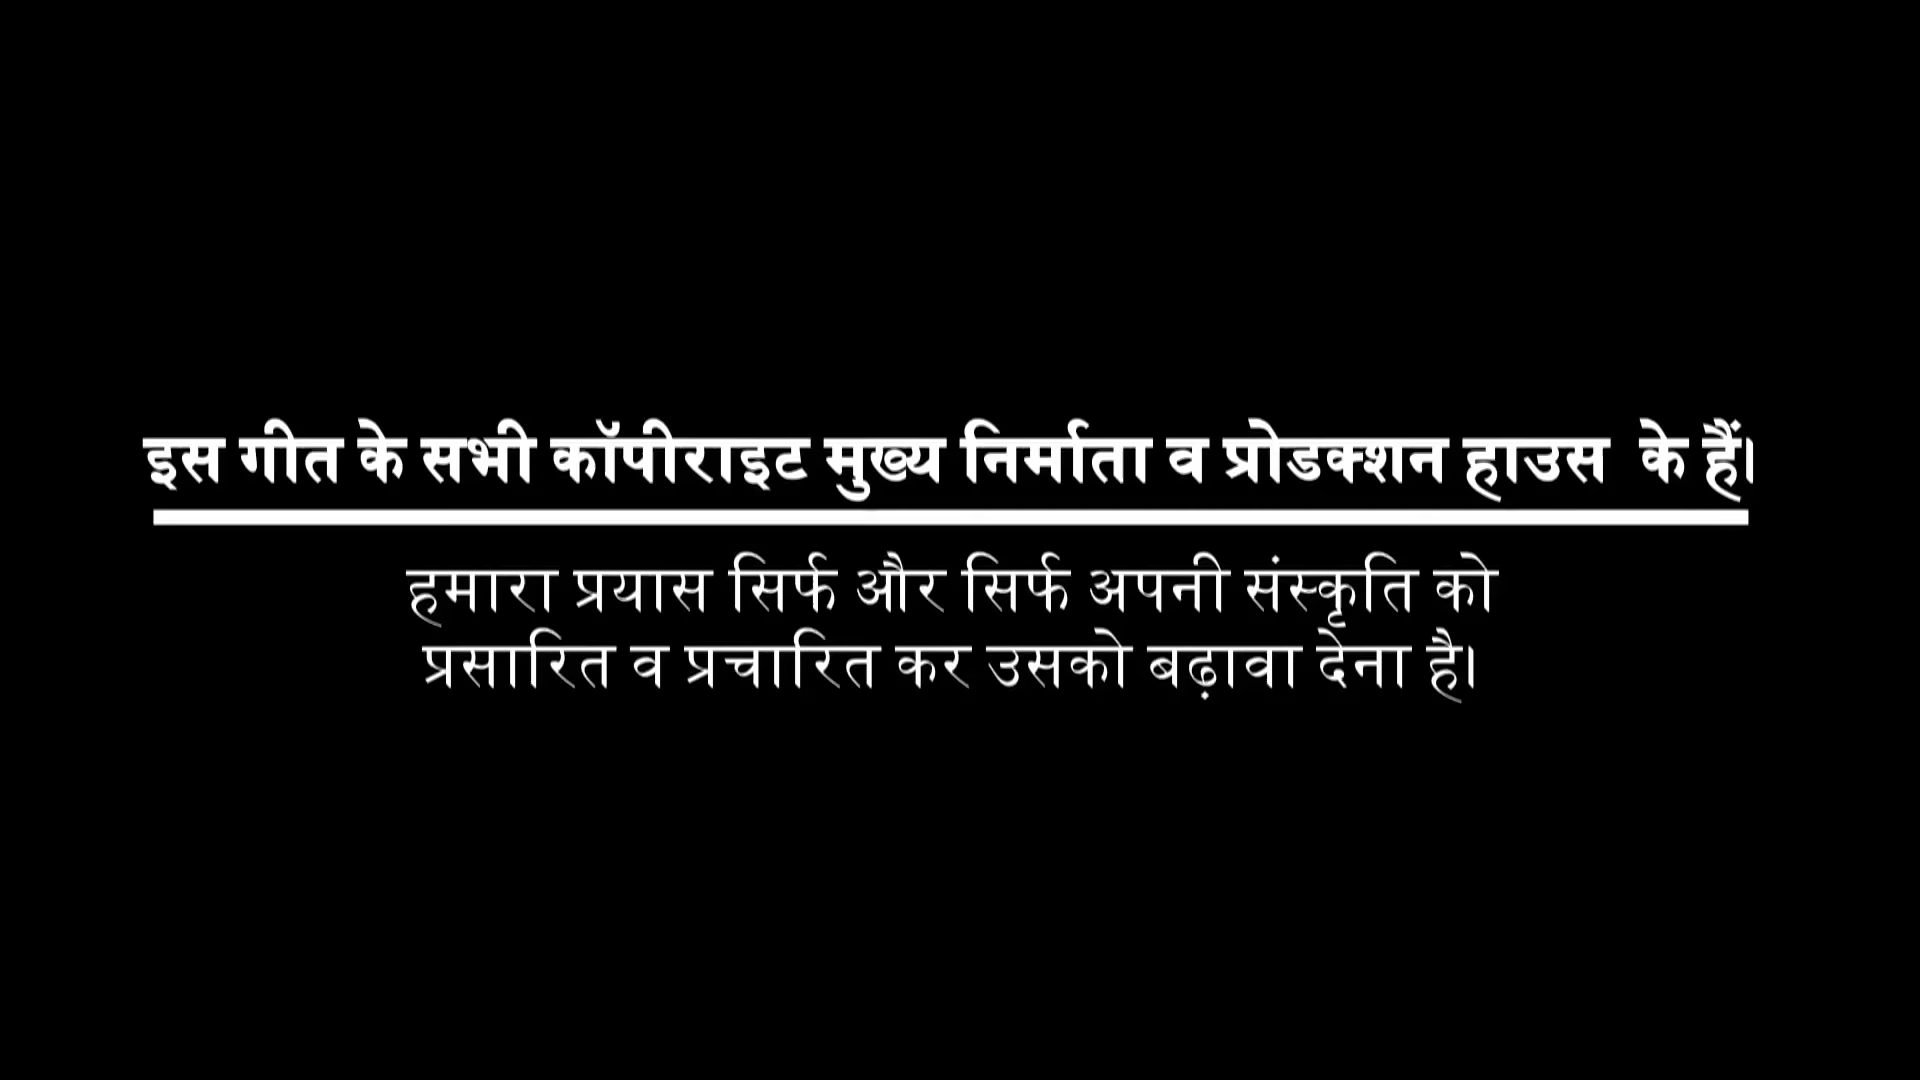 इस गीत के सभी कॉपीराइट मुख्य निर्माता व प्रोडक्शन हाउस के हैं।
हमारा प्रयास सिर्फ और सिर्फ अपनी संस्कृति को
प्रसारित व प्रचारित कर उसको बढ़ावा देना है।